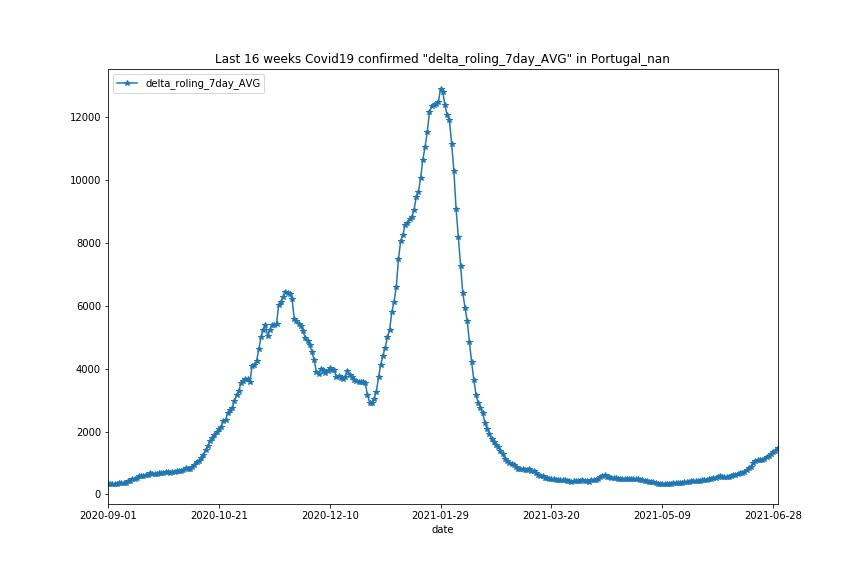 Last 16 weeks Covid19 confirmed "delta_roling_7day_AVG" in Portugal_nan
delta_roling_7day_AVG
12000
10000
8000
6000
4000
2000
0
2020-09-01 2020-10-21 2020-12-10 2021-01-29 2021-03-20 2021-05-09 2021-06-28
date